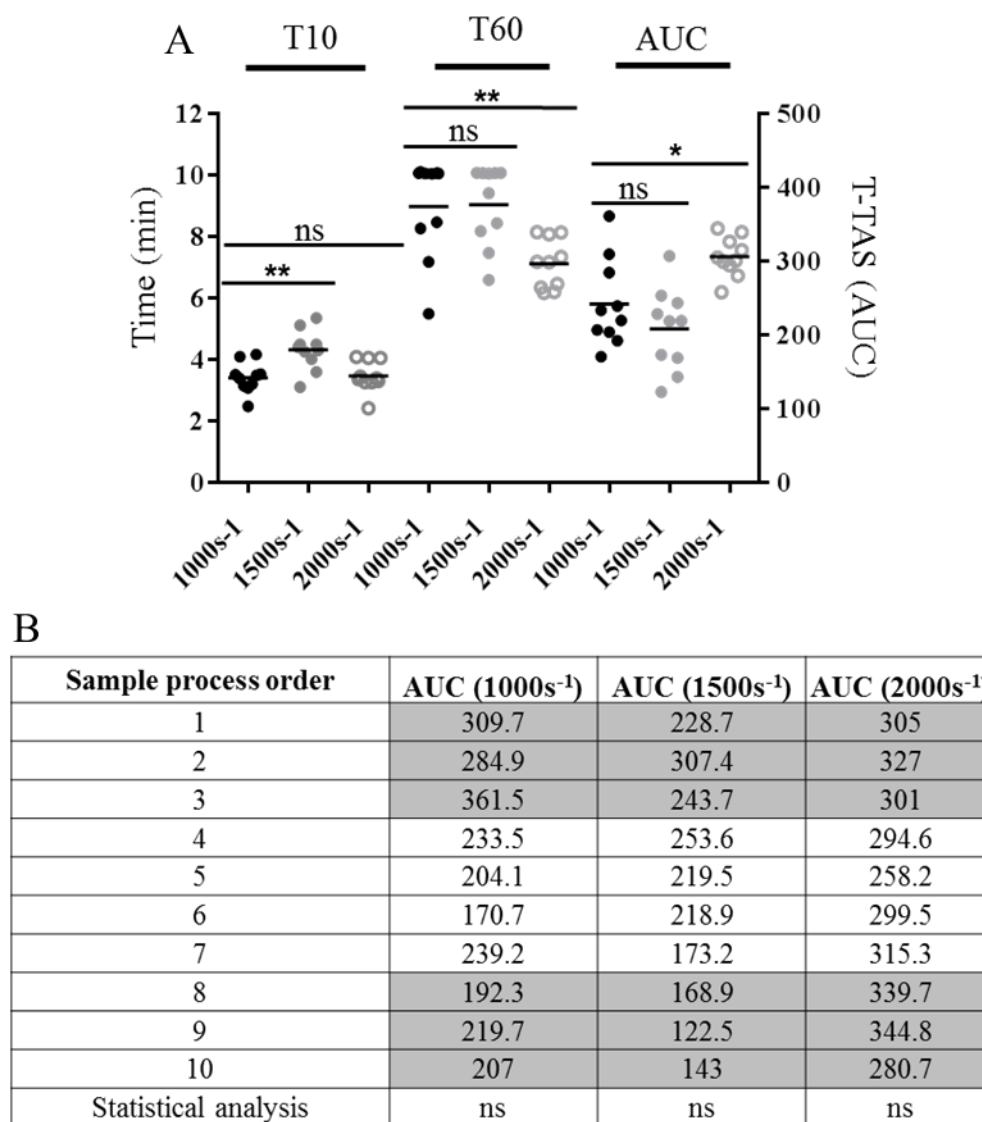 A
T10 T60 AUC
** ns ** ns * ns
12 10 8 6 4 2 0
Time (min)
500 400 300 200 100 0
T-TAS (AUC)
1000s-1 1500s-1 2000s-1 1000s-1 1500s-1 2000s-1 1000s-1 1500s-1 2000s-1
B
Sample process order AUC (1000s⁻¹) AUC (1500s⁻¹) AUC (2000s⁻¹)
1 309.7 228.7 305
2 284.9 307.4 327
3 361.5 243.7 301
4 233.5 253.6 294.6
5 204.1 219.5 258.2
6 170.7 218.9 299.5
7 239.2 173.2 315.3
8 192.3 168.9 339.7
9 219.7 122.5 344.8
10 207 143 280.7
Statistical analysis ns ns ns